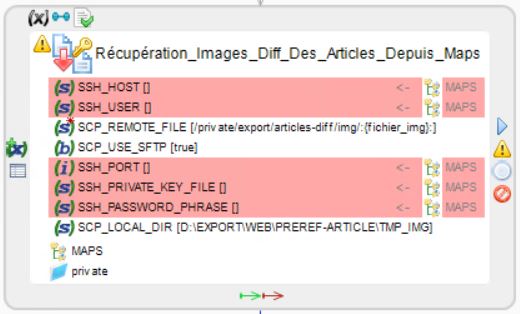 (x)
Récupération_Images_Diff_Des_Articles_Depuis_Maps
(s) SSH_HOST [] <- MAPS
(s) SSH_USER [] <- MAPS
(s) SCP_REMOTE_FILE [/private/export/articles-diff/img/:{fichier_img}:]
(b) SCP_USE_SFTP [true]
(x)
(i) SSH_PORT [] <- MAPS
(s) SSH_PRIVATE_KEY_FILE [] <- MAPS
(s) SSH_PASSWORD_PHRASE [] <- MAPS
(s) SCP_LOCAL_DIR [D:\EXPORT\WEB\PREREF-ARTICLE\TMP_IMG]
MAPS
private